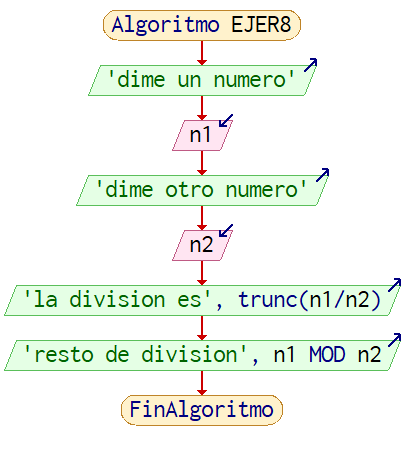 Algoritmo EJER8
'dime un numero'
n1
'dime otro numero'
n2
'la division es', trunc(n1/n2)
'resto de division', n1 MOD n2
FinAlgoritmo